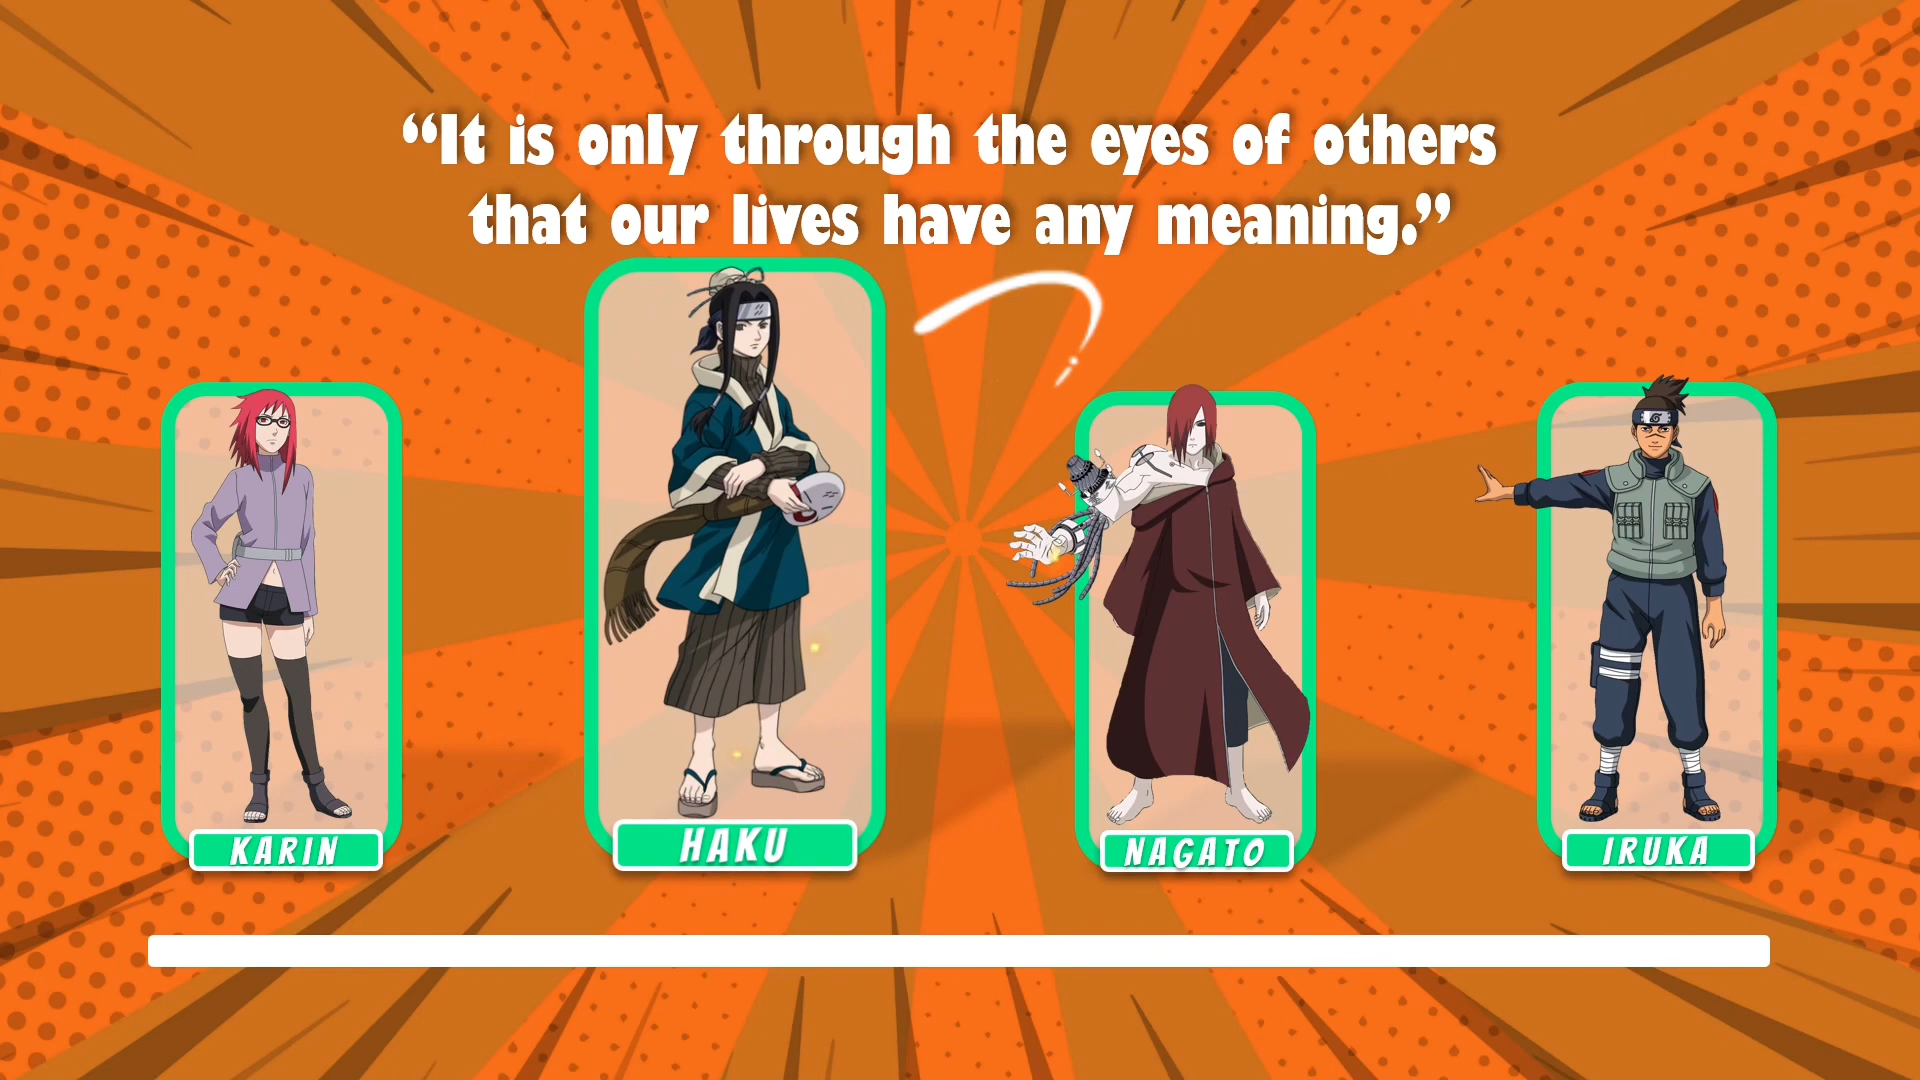 “It is only through the eyes of others
that our lives have any meaning.”
KARIN
HAKU
NAGATO
IRUKA